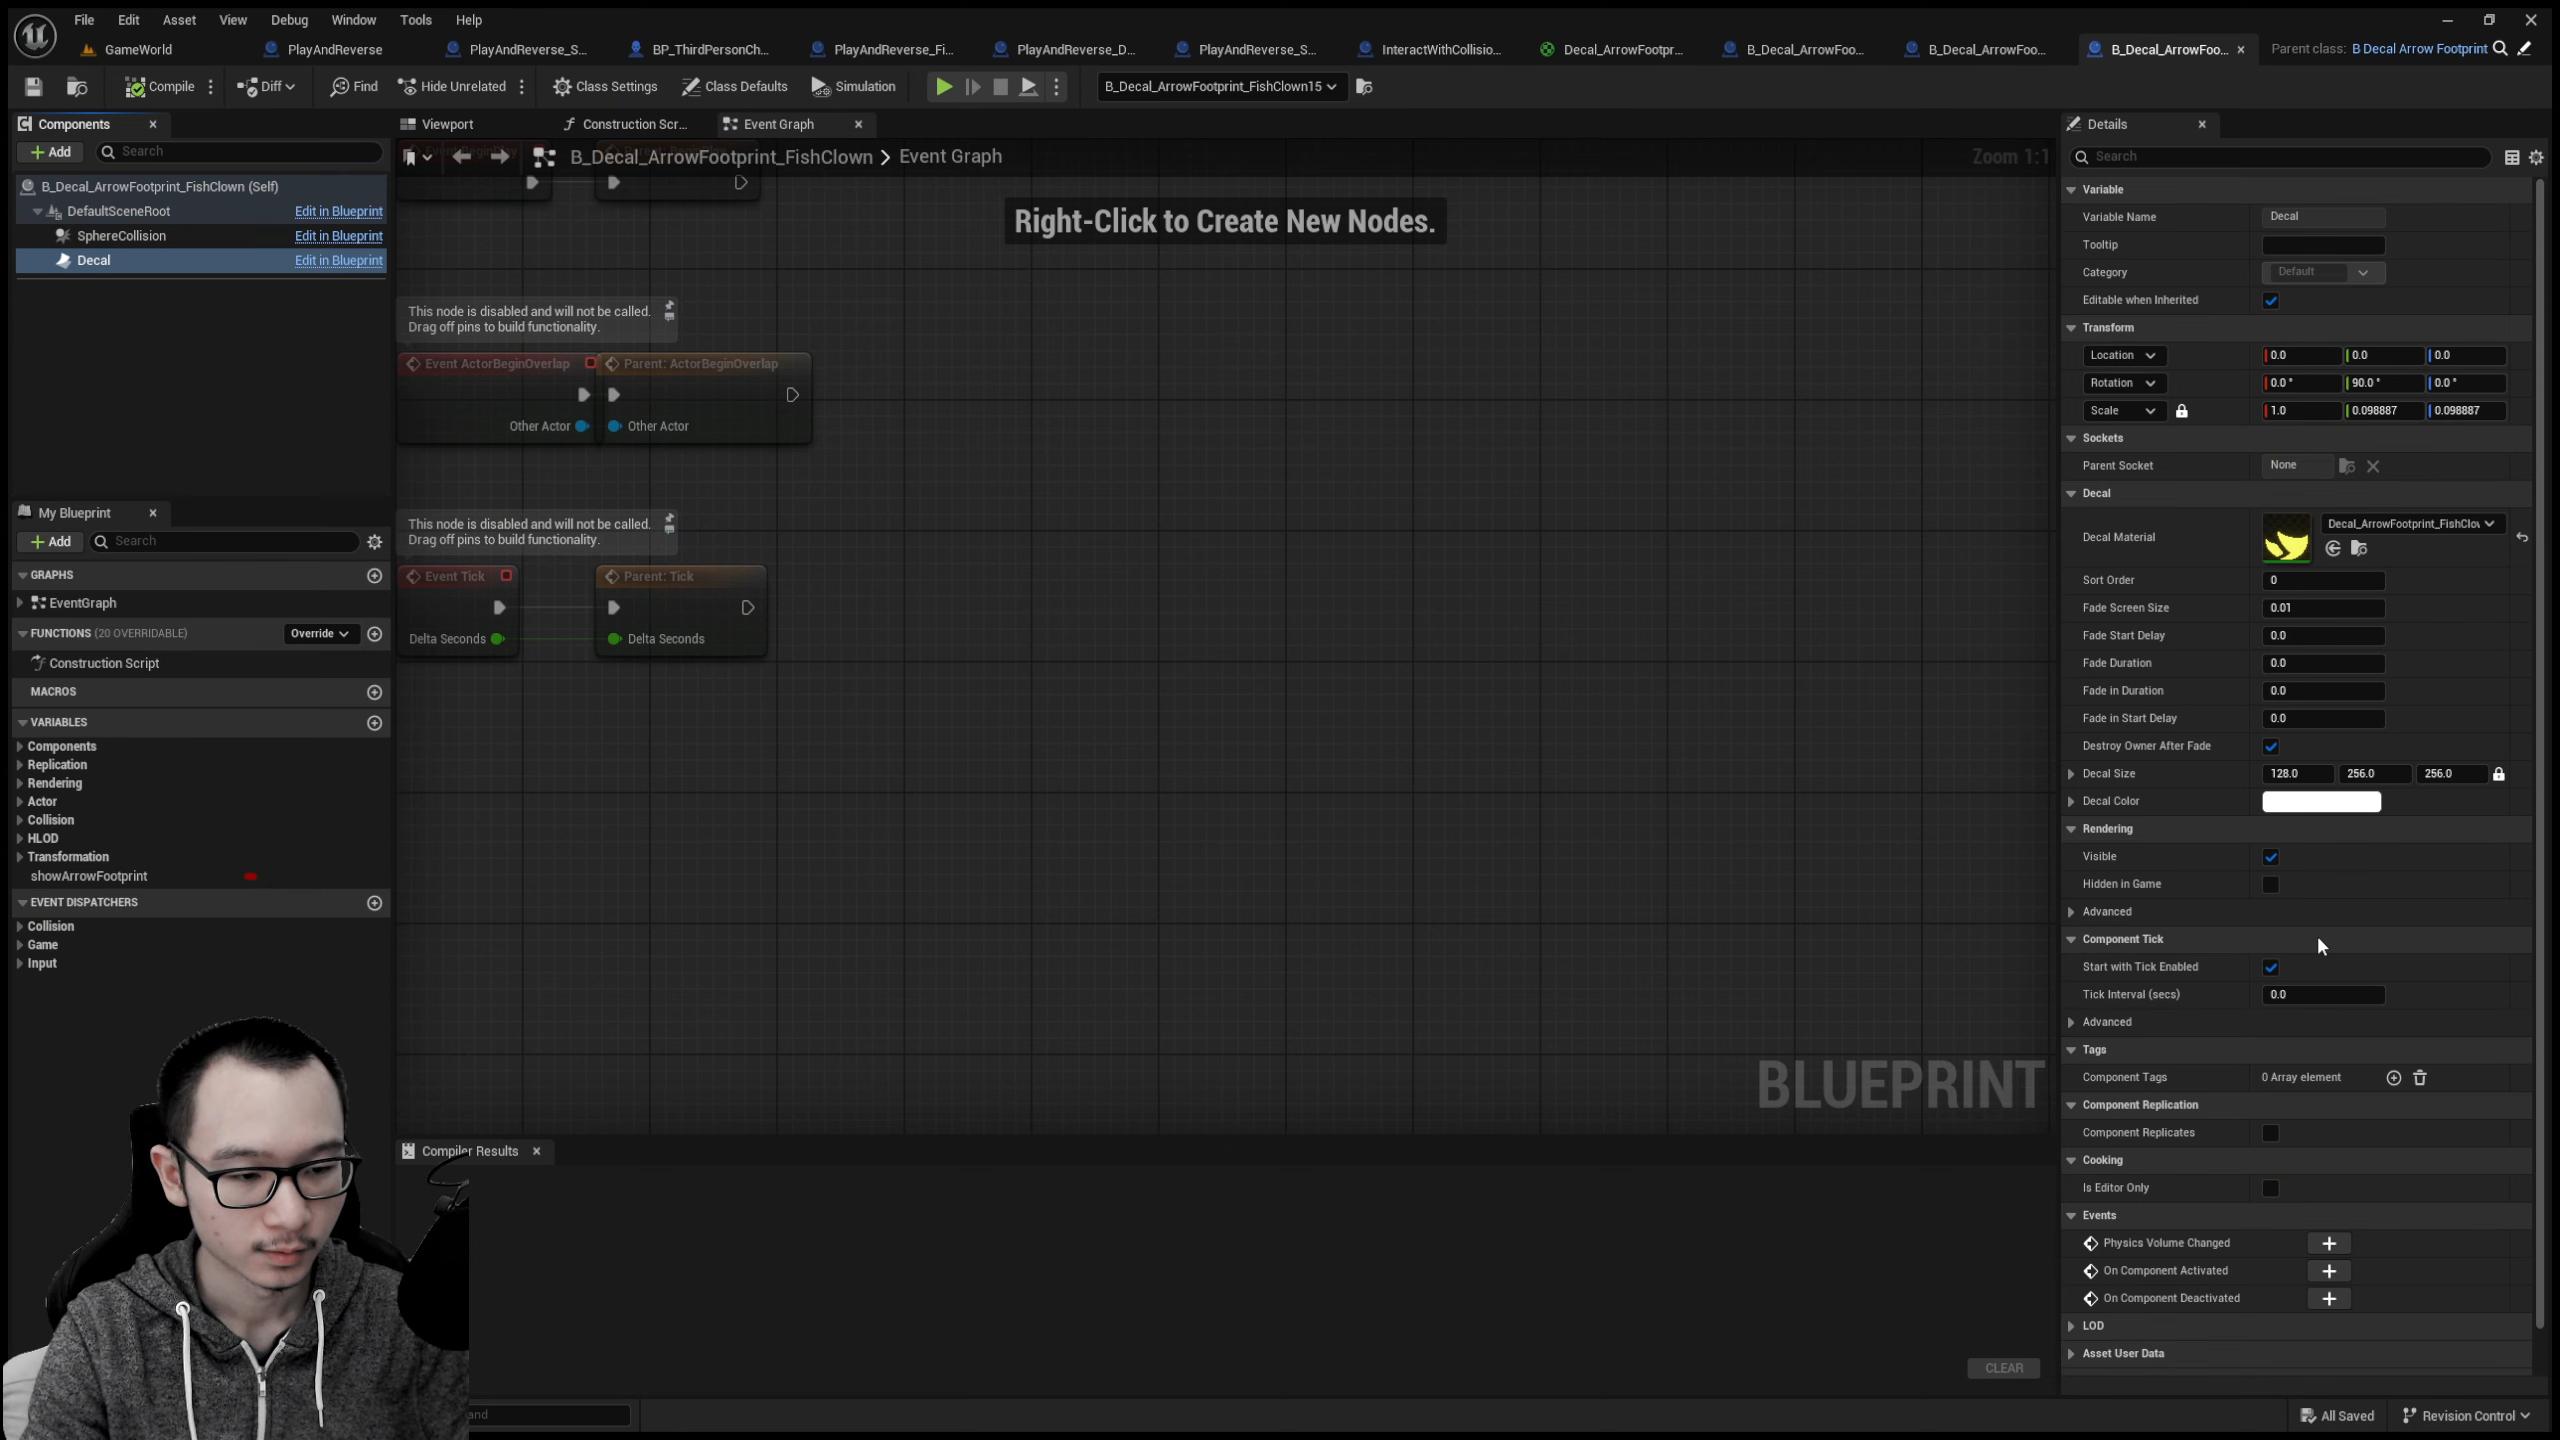 File Edit Asset View Debug Window Tools Help
GameWorld PlayAndReverse PlayAndReverse_S... BP_ThirdPersonCh... PlayAndReverse_Fi... PlayAndReverse_D... PlayAndReverse_S... InteractWithCollisio... Decal_ArrowFootpr... B_Decal_ArrowFoo... B_Decal_ArrowFoo... B_Decal_ArrowFoo... Parent class: B Decal Arrow Footprint
Compile Diff Find Hide Unrelated Class Settings Class Defaults Simulation B_Decal_ArrowFootprint_FishClown15
Components
Add Search
B_Decal_ArrowFootprint_FishClown (Self)
DefaultSceneRoot Edit in Blueprint
SphereCollision Edit in Blueprint
Decal Edit in Blueprint
My Blueprint
Add Search
GRAPHS
EventGraph
FUNCTIONS (20 OVERRIDABLE) Override
Construction Script
MACROS
VARIABLES
Components
Replication
Rendering
Actor
Collision
HLOD
Transformation
showArrowFootprint
EVENT DISPATCHERS
Collision
Game
Input
Viewport Construction Scr... Event Graph
B_Decal_ArrowFootprint_FishClown > Event Graph Zoom 1:1
Right-Click to Create New Nodes.
This node is disabled and will not be called.
Drag off pins to build functionality.
Event ActorBeginOverlap Parent: ActorBeginOverlap
Other Actor Other Actor
This node is disabled and will not be called.
Drag off pins to build functionality.
Event Tick Parent: Tick
Delta Seconds Delta Seconds
BLUEPRINT
Compiler Results
CLEAR
Details
Search
Variable
Variable Name Decal
Tooltip
Category Default
Editable when Inherited
Transform
Location 0.0 0.0 0.0
Rotation 0.0 ° 90.0 ° 0.0 °
Scale 1.0 0.098887 0.098887
Sockets
Parent Socket None
Decal
Decal Material Decal_ArrowFootprint_FishClo
Sort Order 0
Fade Screen Size 0.01
Fade Start Delay 0.0
Fade Duration 0.0
Fade in Duration 0.0
Fade in Start Delay 0.0
Destroy Owner After Fade
Decal Size 128.0 256.0 256.0
Decal Color
Rendering
Visible
Hidden in Game
Advanced
Component Tick
Start with Tick Enabled
Tick Interval (secs) 0.0
Advanced
Tags
Component Tags 0 Array element
Component Replication
Component Replicates
Cooking
Is Editor Only
Events
Physics Volume Changed
On Component Activated
On Component Deactivated
LOD
Asset User Data
All Saved Revision Control